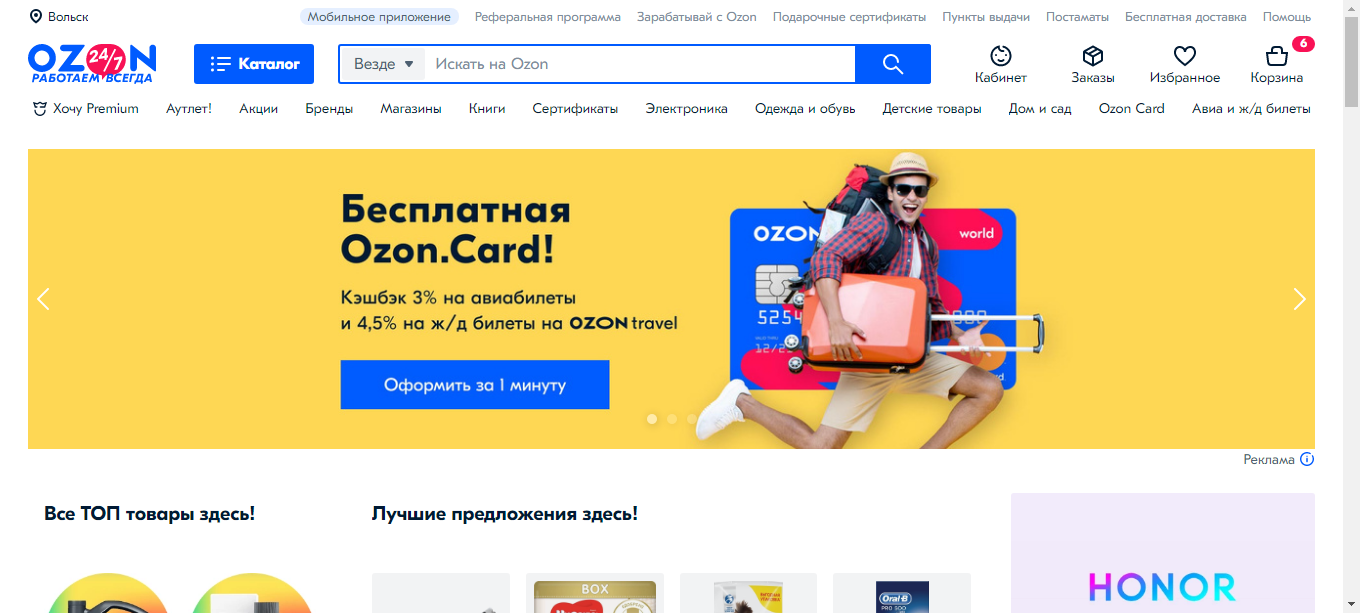 Вольск
Мобильное приложение Реферальная программа Зарабатывай с Ozon Подарочные сертификаты Пункты выдачи Постаматы Бесплатная доставка Помощь
OZON 24/7
РАБОТАЕМ ВСЕГДА
Каталог
Везде Искать на Ozon
Кабинет Заказы Избранное Корзина 6
Хочу Premium Аутлет! Акции Бренды Магазины Книги Сертификаты Электроника Одежда и обувь Детские товары Дом и сад Ozon Card Авиа и ж/д билеты
Бесплатная
Ozon.Card!
Кэшбэк 3% на авиабилеты
и 4,5% на ж/д билеты на OZON travel
Оформить за 1 минуту
OZON world
5254
Реклама
Все ТОП товары здесь!
Лучшие предложения здесь!
BOX
Oral-B
PRO 500
HONOR